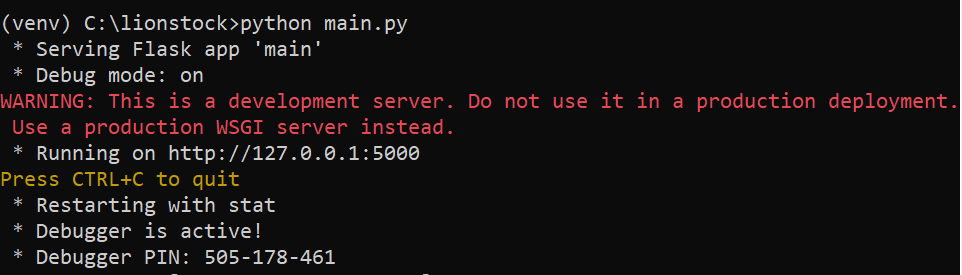 (venv) C:\lionstock>python main.py
 * Serving Flask app 'main'
 * Debug mode: on
WARNING: This is a development server. Do not use it in a production deployment.
 Use a production WSGI server instead.
 * Running on http://127.0.0.1:5000
Press CTRL+C to quit
 * Restarting with stat
 * Debugger is active!
 * Debugger PIN: 505-178-461